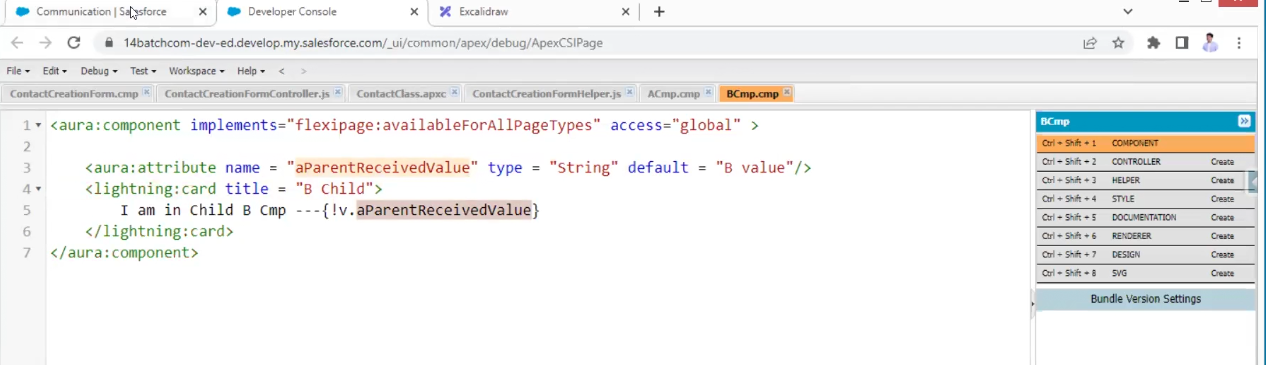 Communication | Salesforce
Developer Console
Excalidraw
14batchcom-dev-ed.develop.my.salesforce.com/_ui/common/apex/debug/ApexCSIPage
File Edit Debug Test Workspace Help < >
ContactCreationForm.cmp ContactCreationFormController.js ContactClass.apxc ContactCreationFormHelper.js ACmp.cmp BCmp.cmp
1 <aura:component implements="flexipage:availableForAllPageTypes" access="global" >
2
3 <aura:attribute name = "aParentReceivedValue" type = "String" default = "B value"/>
4 <lightning:card title = "B Child">
5 I am in Child B Cmp ---{!v.aParentReceivedValue}
6 </lightning:card>
7 </aura:component>
BCmp
Ctrl + Shift + 1 COMPONENT
Ctrl + Shift + 2 CONTROLLER Create
Ctrl + Shift + 3 HELPER Create
Ctrl + Shift + 4 STYLE Create
Ctrl + Shift + 5 DOCUMENTATION Create
Ctrl + Shift + 6 RENDERER Create
Ctrl + Shift + 7 DESIGN Create
Ctrl + Shift + 8 SVG Create
Bundle Version Settings